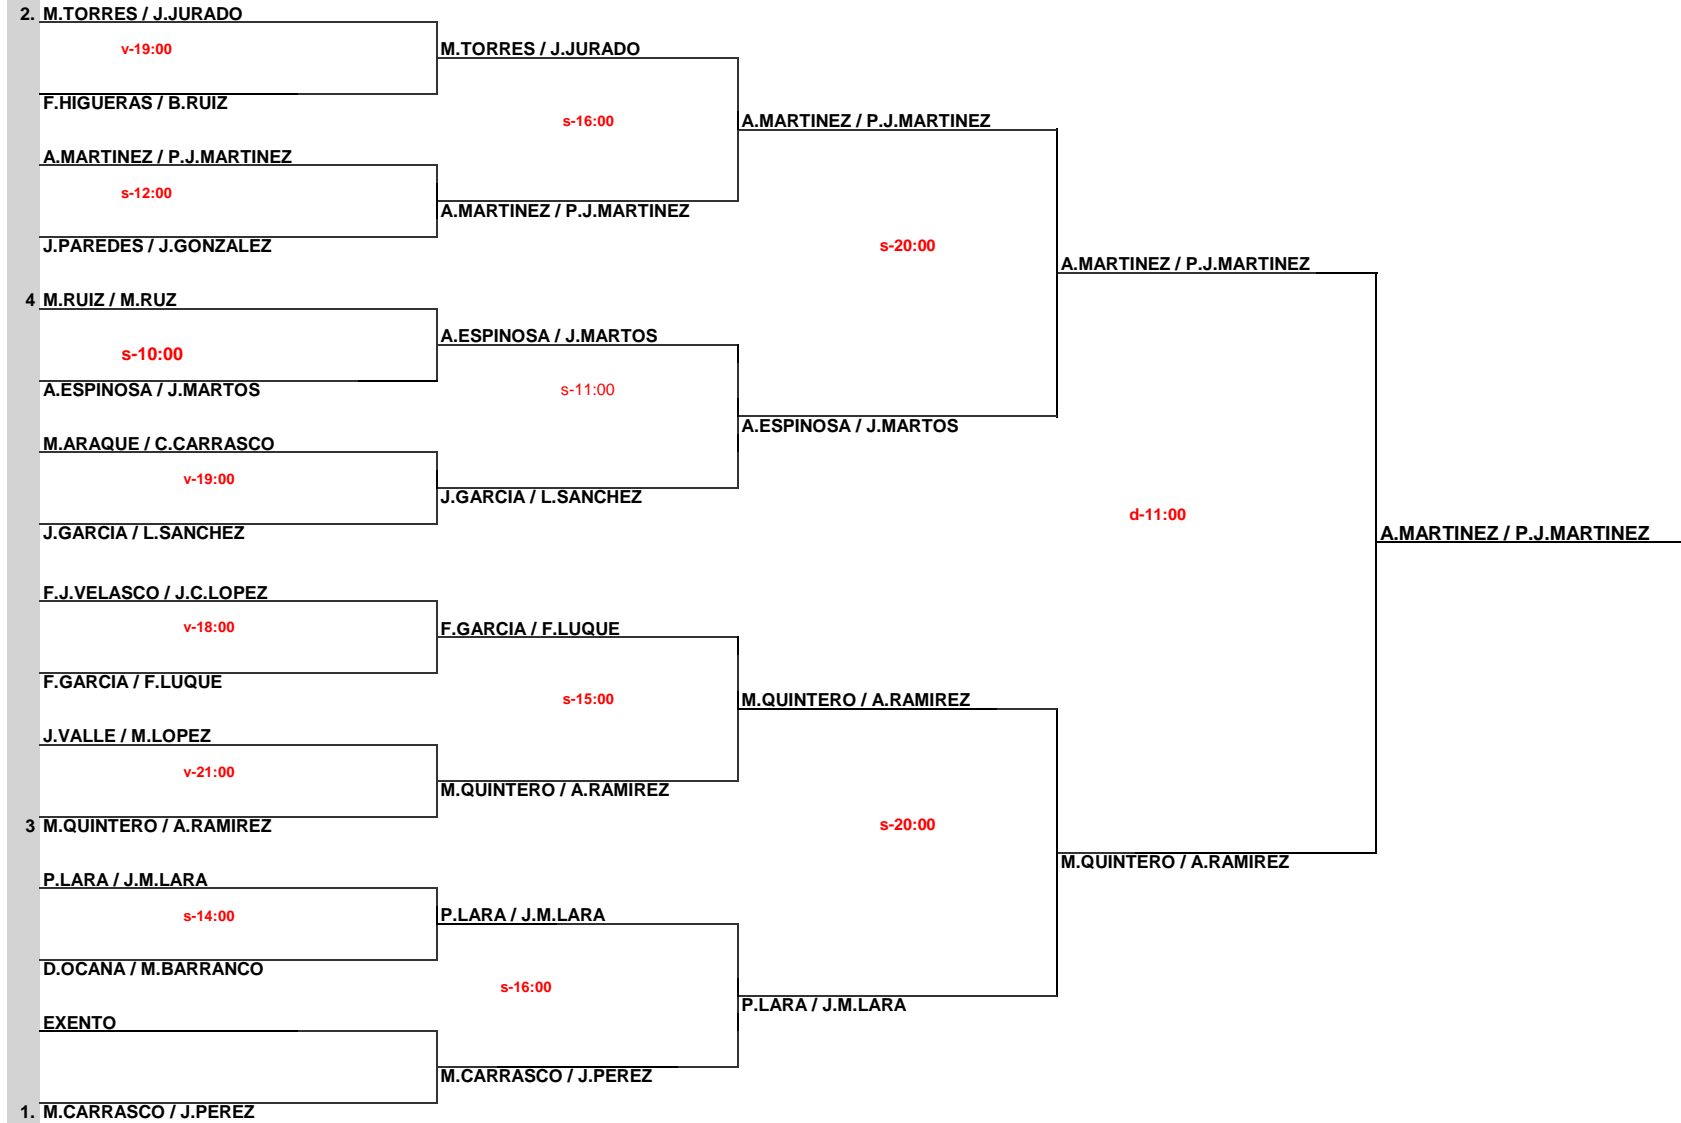 2. M.TORRES / J.JURADO
v-19:00
M.TORRES / J.JURADO
F.HIGUERAS / B.RUIZ
s-16:00
A.MARTINEZ / P.J.MARTINEZ
A.MARTINEZ / P.J.MARTINEZ
s-12:00
A.MARTINEZ / P.J.MARTINEZ
J.PAREDES / J.GONZALEZ
s-20:00
A.MARTINEZ / P.J.MARTINEZ
4 M.RUIZ / M.RUZ
A.ESPINOSA / J.MARTOS
s-10:00
A.ESPINOSA / J.MARTOS
s-11:00
A.ESPINOSA / J.MARTOS
M.ARAQUE / C.CARRASCO
v-19:00
J.GARCIA / L.SANCHEZ
d-11:00
J.GARCIA / L.SANCHEZ
A.MARTINEZ / P.J.MARTINEZ
F.J.VELASCO / J.C.LOPEZ
v-18:00
F.GARCIA / F.LUQUE
F.GARCIA / F.LUQUE
s-15:00
M.QUINTERO / A.RAMIREZ
J.VALLE / M.LOPEZ
v-21:00
M.QUINTERO / A.RAMIREZ
3 M.QUINTERO / A.RAMIREZ
s-20:00
M.QUINTERO / A.RAMIREZ
P.LARA / J.M.LARA
s-14:00
P.LARA / J.M.LARA
D.OCAÑA / M.BARRANCO
s-16:00
P.LARA / J.M.LARA
EXENTO
M.CARRASCO / J.PEREZ
1. M.CARRASCO / J.PEREZ